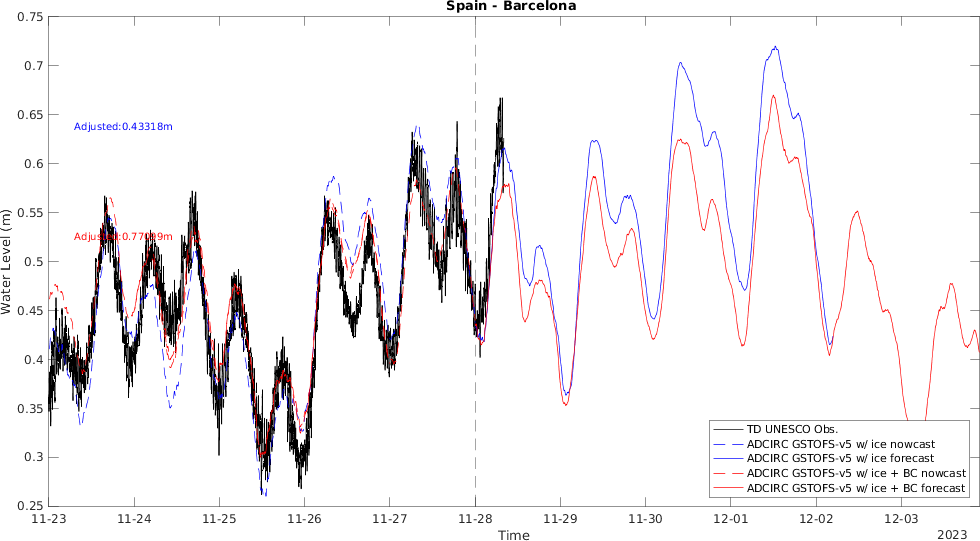 Spain - Barcelona
0.75
0.7
0.65
0.6
0.55
0.5
0.45
0.4
0.35
0.3
0.25
Water Level (m)
Adjusted:0.43318m
TD UNESCO Obs.
ADCIRC GSTOFS-v5 w/ ice nowcast
ADCIRC GSTOFS-v5 w/ ice forecast
ADCIRC GSTOFS-v5 w/ ice + BC nowcast
ADCIRC GSTOFS-v5 w/ ice + BC forecast
11-23 11-24 11-25 11-26 11-27 11-28 11-29 11-30 12-01 12-02 12-03
Time
2023